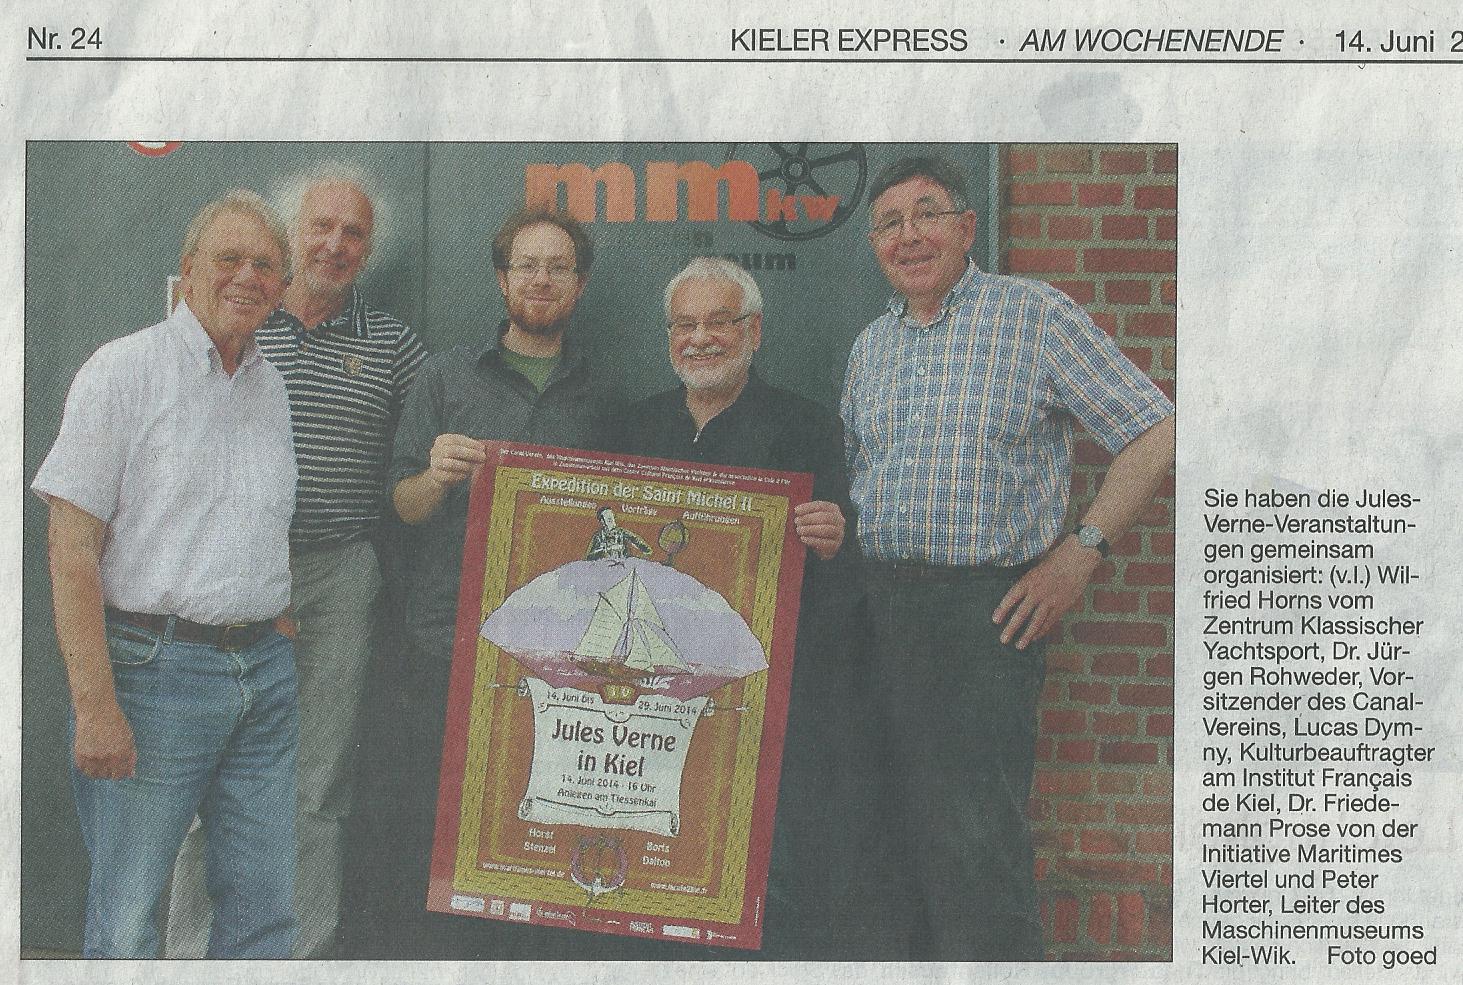 Nr. 24
KIELER EXPRESS · AM WOCHENENDE · 14. Juni 2
mm kw
Expedition der Saint Michel II
Ausstellungen Vorträge Aufführungen
14. Juni bis 29. Juni 2014
Jules Verne
in Kiel
14. Juni 2014 - 16 Uhr
Anlegen am Tiessenkai
Horst
Stenzel
Boris
Dalton
www.maritimes-viertel.de
Sie haben die Jules-
Verne-Veranstaltun-
gen gemeinsam
organisiert: (v.l.) Wil-
fried Horns vom
Zentrum Klassischer
Yachtsport, Dr. Jür-
gen Rohweder, Vor-
sitzender des Canal-
Vereins, Lucas Dym-
ny, Kulturbeauftragter
am Institut Français
de Kiel, Dr. Friede-
mann Prose von der
Initiative Maritimes
Viertel und Peter
Horter, Leiter des
Maschinenmuseums
Kiel-Wik. Foto goed